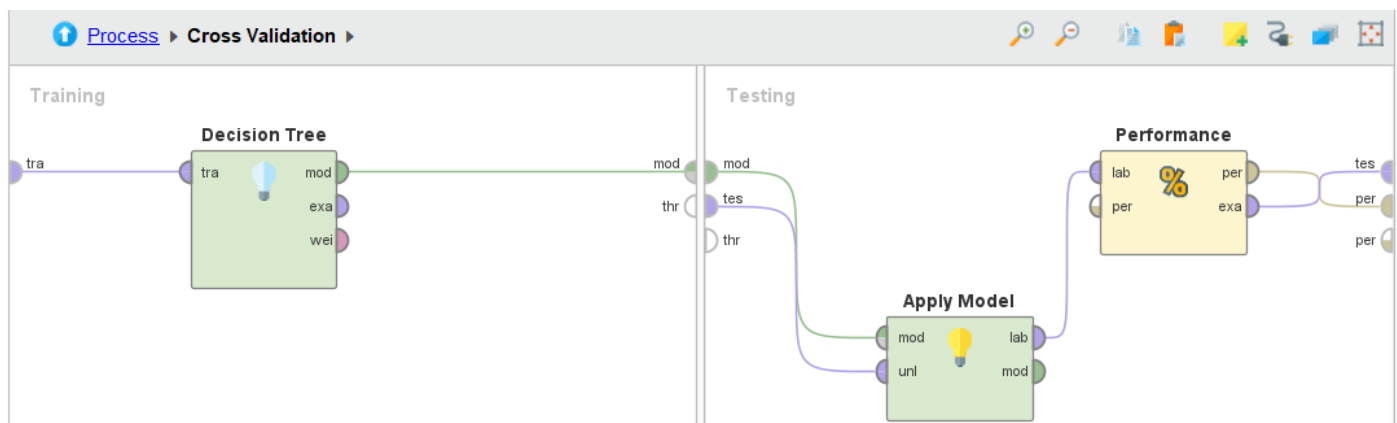 Process ▸ Cross Validation ▸
Training
Decision Tree
tra
tra
mod
exa
wei
mod
thr
Testing
mod
tes
thr
Apply Model
mod
unl
lab
mod
Performance
lab
per
%
per
exa
tes
per
per